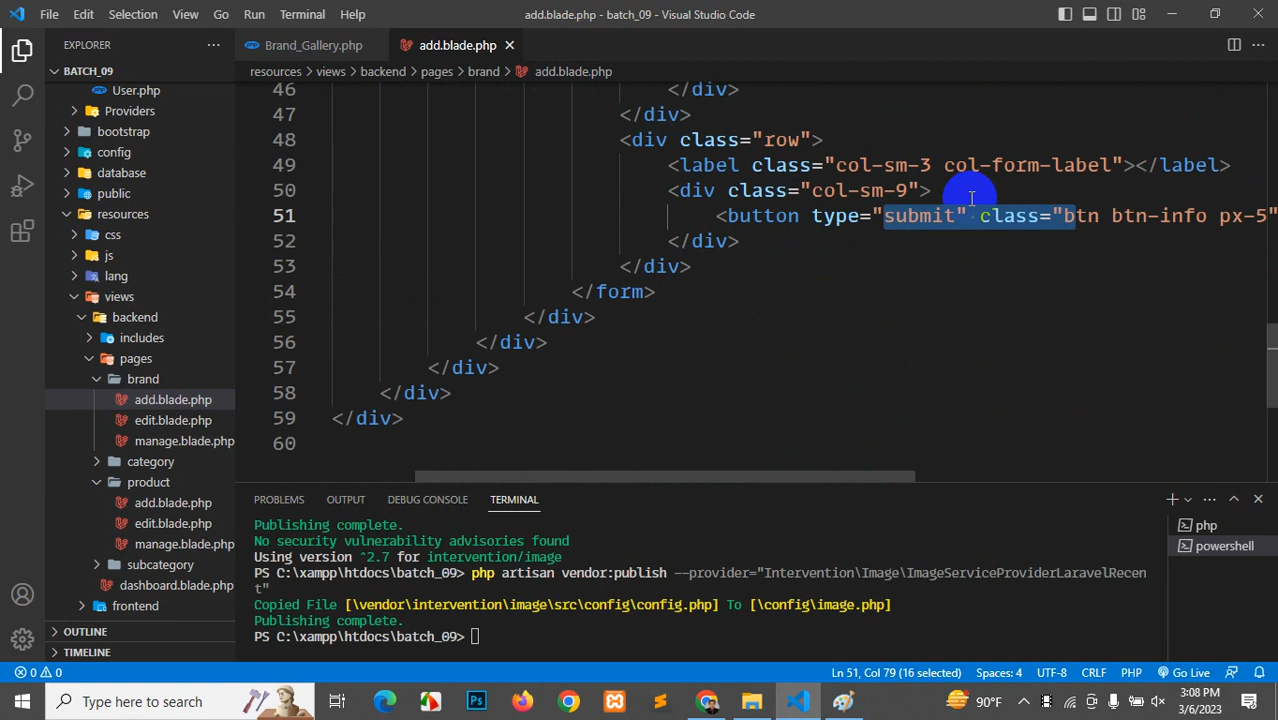 File Edit Selection View Go Run Terminal Help
add.blade.php - batch_09 - Visual Studio Code
EXPLORER
BATCH_09
User.php
Providers
bootstrap
config
database
public
resources
css
js
lang
views
backend
includes
pages
brand
add.blade.php
edit.blade.php
manage.blade.php
category
product
add.blade.php
edit.blade.php
manage.blade.php
subcategory
dashboard.blade.php
frontend
OUTLINE
TIMELINE
Brand_Gallery.php
add.blade.php
resources > views > backend > pages > brand > add.blade.php
46 </div>
47 </div>
48 <div class="row">
49 <label class="col-sm-3 col-form-label"></label>
50 <div class="col-sm-9">
51 <button type="submit" class="btn btn-info px-5"
52 </div>
53 </div>
54 </form>
55 </div>
56 </div>
57 </div>
58 </div>
59 </div>
60
PROBLEMS OUTPUT DEBUG CONSOLE TERMINAL
Publishing complete.
No security vulnerability advisories found
Using version ^2.7 for intervention/image
PS C:\xampp\htdocs\batch_09> php artisan vendor:publish --provider="Intervention\Image\ImageServiceProviderLaravelRecen
t"
Copied File [\vendor\intervention\image\src\config\config.php] To [\config\image.php]
Publishing complete.
PS C:\xampp\htdocs\batch_09>
php
powershell
0 0
Ln 51, Col 79 (16 selected) Spaces: 4 UTF-8 CRLF PHP Go Live
Type here to search
Ps
90°F
3:08 PM
3/6/2023